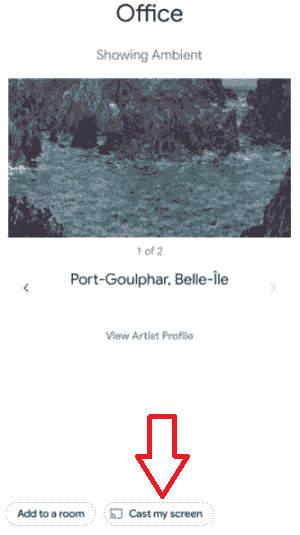 Office
Showing Ambient
1 of 2
Port-Goulphar, Belle-Île
View Artist Profile
Add to a room
Cast my screen